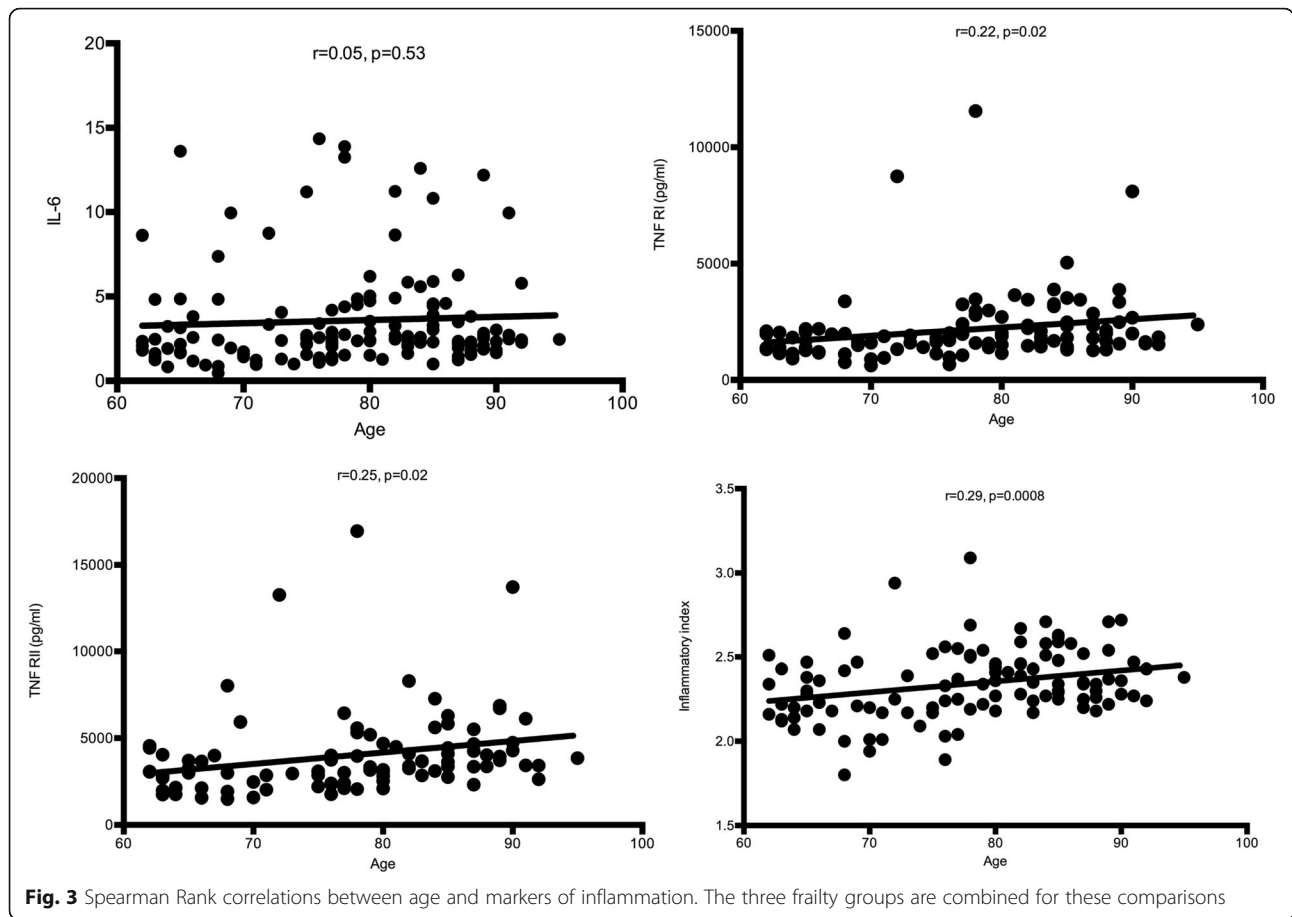 r=0.05, p=0.53
20
15
10
5
0
IL-6
60 70 80 90 100
Age
r=0.22, p=0.02
15000
10000
5000
0
TNF RI (pg/ml)
60 70 80 90 100
Age
r=0.25, p=0.02
20000
15000
10000
5000
0
TNF RII (pg/ml)
60 70 80 90 100
Age
r=0.29, p=0.0008
3.5
3.0
2.5
2.0
1.5
Inflammatory index
60 70 80 90 100
Age
Fig. 3 Spearman Rank correlations between age and markers of inflammation. The three frailty groups are combined for these comparisons